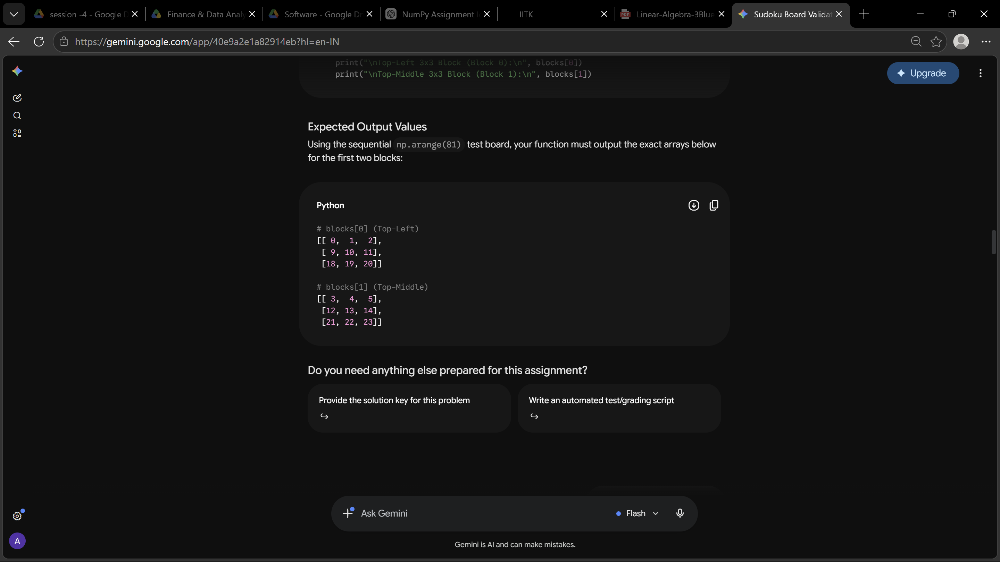 session -4 - Google D
Finance & Data Analy
Software - Google Dr
NumPy Assignment Ic
IITK
Linear-Algebra-3Blue
Sudoku Board Validat
https://gemini.google.com/app/40e9a2e1a82914eb?hl=en-IN
print("\nTop-Left 3x3 Block (Block 0):\n", blocks[0])
print("\nTop-Middle 3x3 Block (Block 1):\n", blocks[1])
Upgrade
Expected Output Values
Using the sequential np.arange(81) test board, your function must output the exact arrays below
for the first two blocks:
Python
# blocks[0] (Top-Left)
[[ 0,  1,  2],
 [ 9, 10, 11],
 [18, 19, 20]]
# blocks[1] (Top-Middle)
[[ 3,  4,  5],
 [12, 13, 14],
 [21, 22, 23]]
Do you need anything else prepared for this assignment?
Provide the solution key for this problem
Write an automated test/grading script
Ask Gemini
Flash
A
Gemini is AI and can make mistakes.